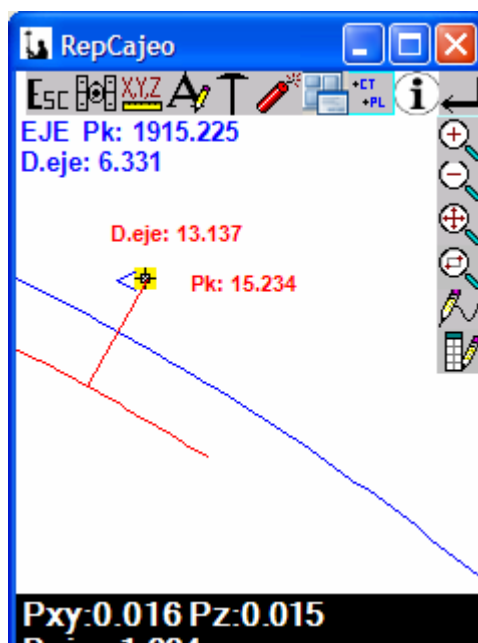 RepCajeo
Esc X,Y,Z A T +CT +PL i
EJE Pk: 1915.225
D.eje: 6.331
D.eje: 13.137
Pk: 15.234
Pxy:0.016 Pz:0.015